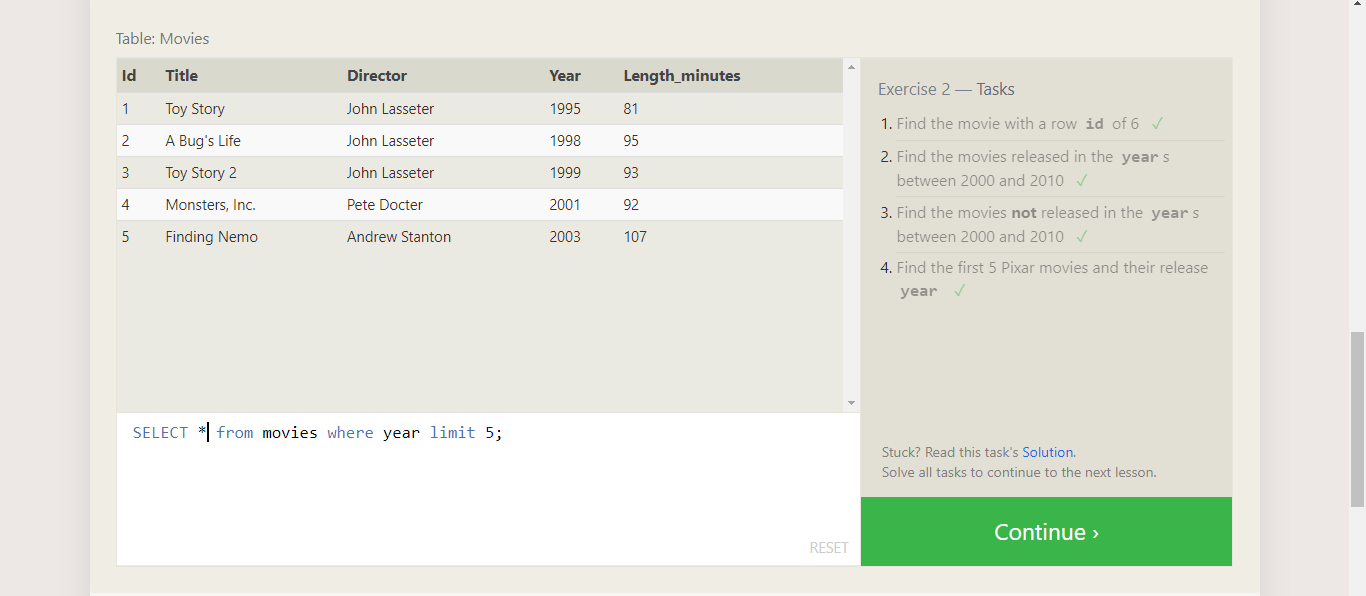 Table: Movies
Id Title Director Year Length_minutes
1 Toy Story John Lasseter 1995 81
2 A Bug's Life John Lasseter 1998 95
3 Toy Story 2 John Lasseter 1999 93
4 Monsters, Inc. Pete Docter 2001 92
5 Finding Nemo Andrew Stanton 2003 107
SELECT * from movies where year limit 5;
RESET
Exercise 2 — Tasks
1. Find the movie with a row id of 6 ✓
2. Find the movies released in the year s
between 2000 and 2010 ✓
3. Find the movies not released in the year s
between 2000 and 2010 ✓
4. Find the first 5 Pixar movies and their release
year ✓
Stuck? Read this task's Solution.
Solve all tasks to continue to the next lesson.
Continue ›